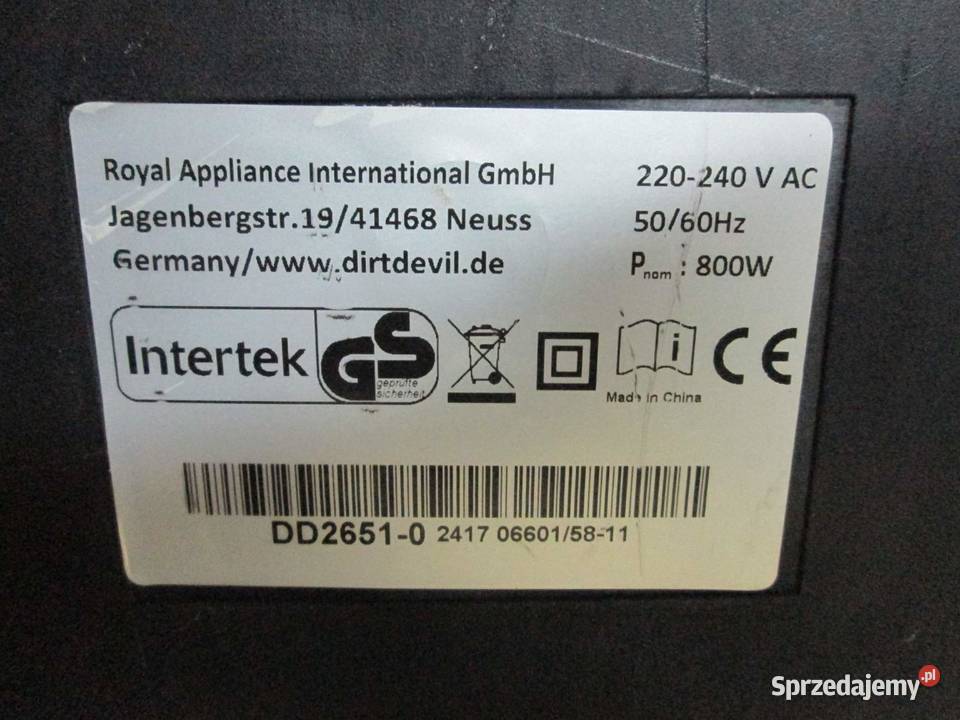 Royal Appliance International GmbH 220-240 V AC
Jagenbergstr.19/41468 Neuss 50/60Hz
Germany/www.dirtdevil.de Pnom : 800W
Intertek GS
geprüfte
sicherheit
i
CE
Made in China
DD2651-0 2417 06601/58-11
Sprzedajemy.pl